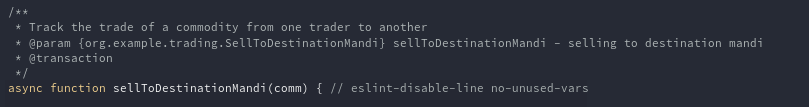 /**
 * Track the trade of a commodity from one trader to another
 * @param {org.example.trading.SellToDestinationMandi} sellToDestinationMandi – selling to destination mandi
 * @transaction
 */
async function sellToDestinationMandi(comm) { // eslint-disable-line no-unused-vars